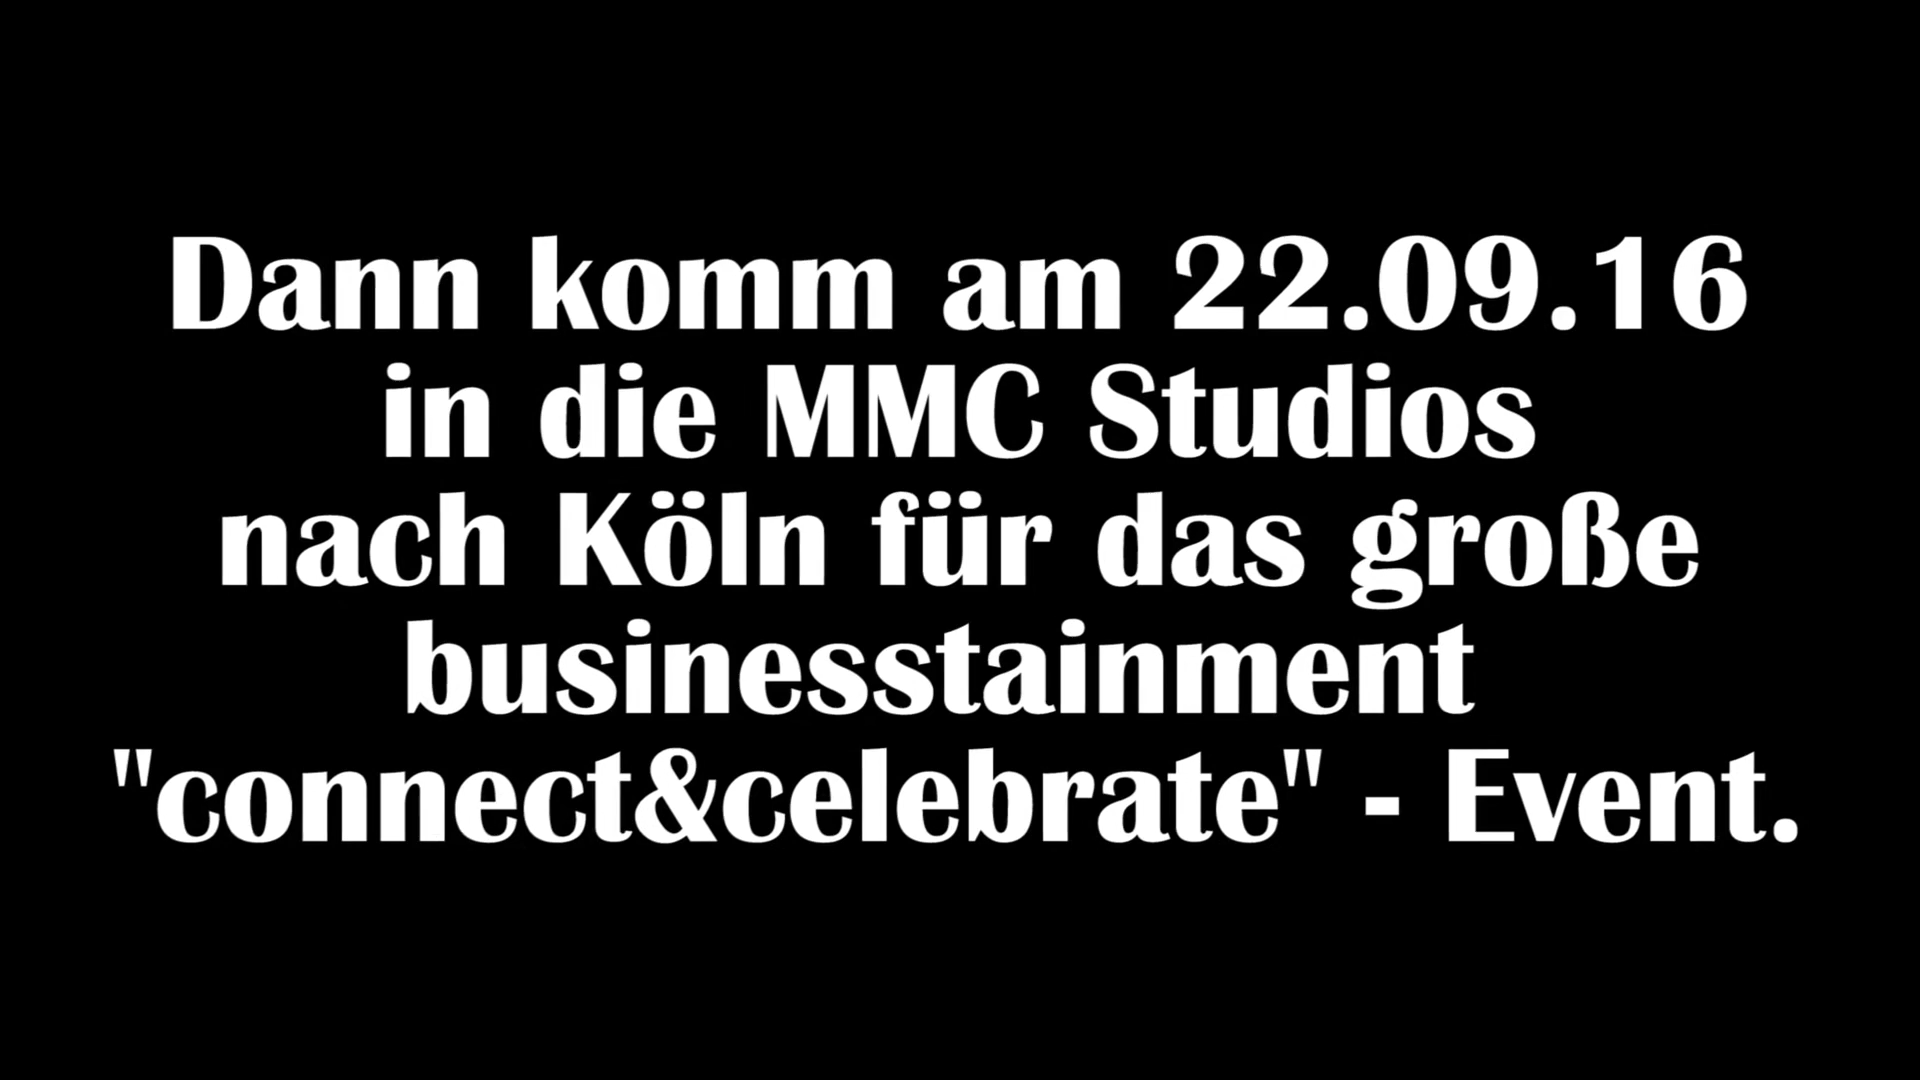 Dann komm am 22.09.16
in die MMC Studios
nach Köln für das große
businesstainment
"connect&celebrate" - Event.